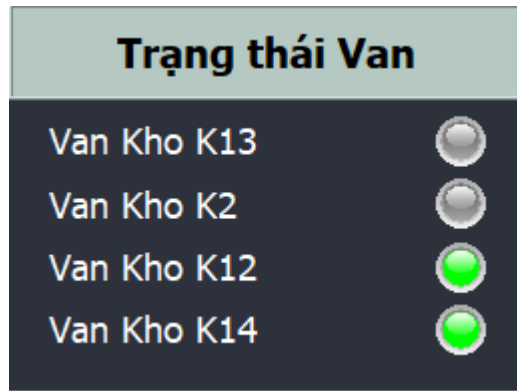 Trạng thái Van
Van Kho K13
Van Kho K2
Van Kho K12
Van Kho K14